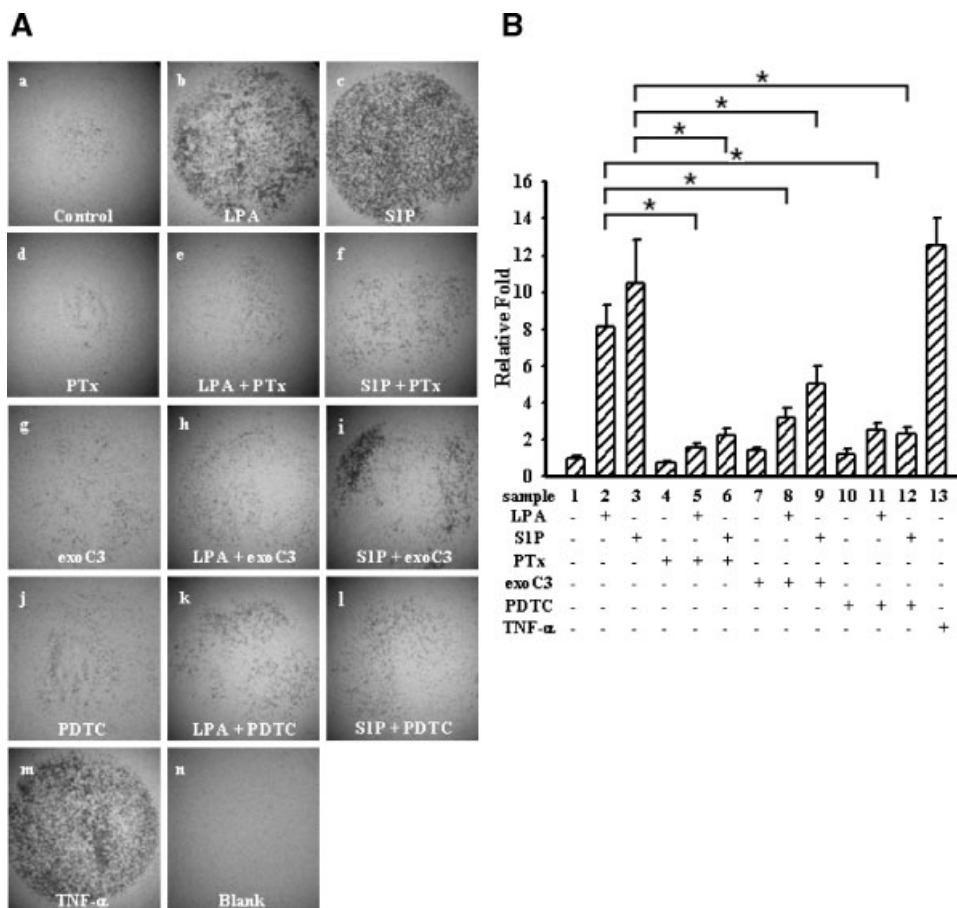 A
a
Control
b
LPA
c
S1P
d
PTx
e
LPA + PTx
f
S1P + PTx
g
exoC3
h
LPA + exoC3
i
S1P + exoC3
j
PDTC
k
LPA + PDTC
l
S1P + PDTC
m
TNF-α
n
Blank
B
* 
*
*
*
*
*
Relative Fold
16
14
12
10
8
6
4
2
0
sample 1 2 3 4 5 6 7 8 9 10 11 12 13
LPA - + - - + - - + - - + - -
S1P - - + - - + - - + - - + -
PTx - - - + + + - - - - - - -
exo C3 - - - - - - + + + - - - -
PDTC - - - - - - - - - + + + -
TNF-α - - - - - - - - - - - - +